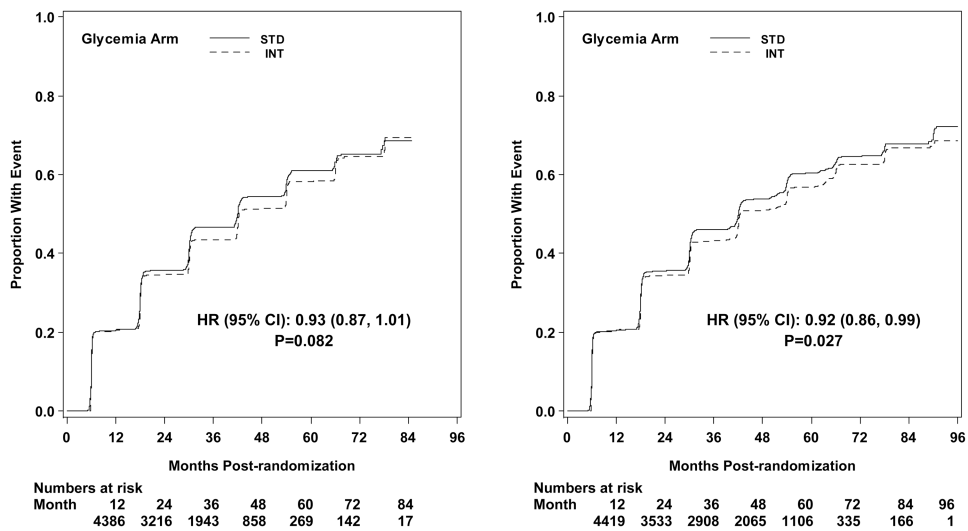 1.0
Glycemia Arm STD
INT
0.8
0.6
0.4
0.2
0.0
Proportion With Event
HR (95% CI): 0.93 (0.87, 1.01)
P=0.082
0 12 24 36 48 60 72 84 96
Months Post-randomization
Numbers at risk
Month 12 24 36 48 60 72 84
4386 3216 1943 858 269 142 17
1.0
Glycemia Arm STD
INT
0.8
0.6
0.4
0.2
0.0
Proportion With Event
HR (95% CI): 0.92 (0.86, 0.99)
P=0.027
0 12 24 36 48 60 72 84 96
Months Post-randomization
Numbers at risk
Month 12 24 36 48 60 72 84 96
4419 3533 2908 2065 1106 335 166 1